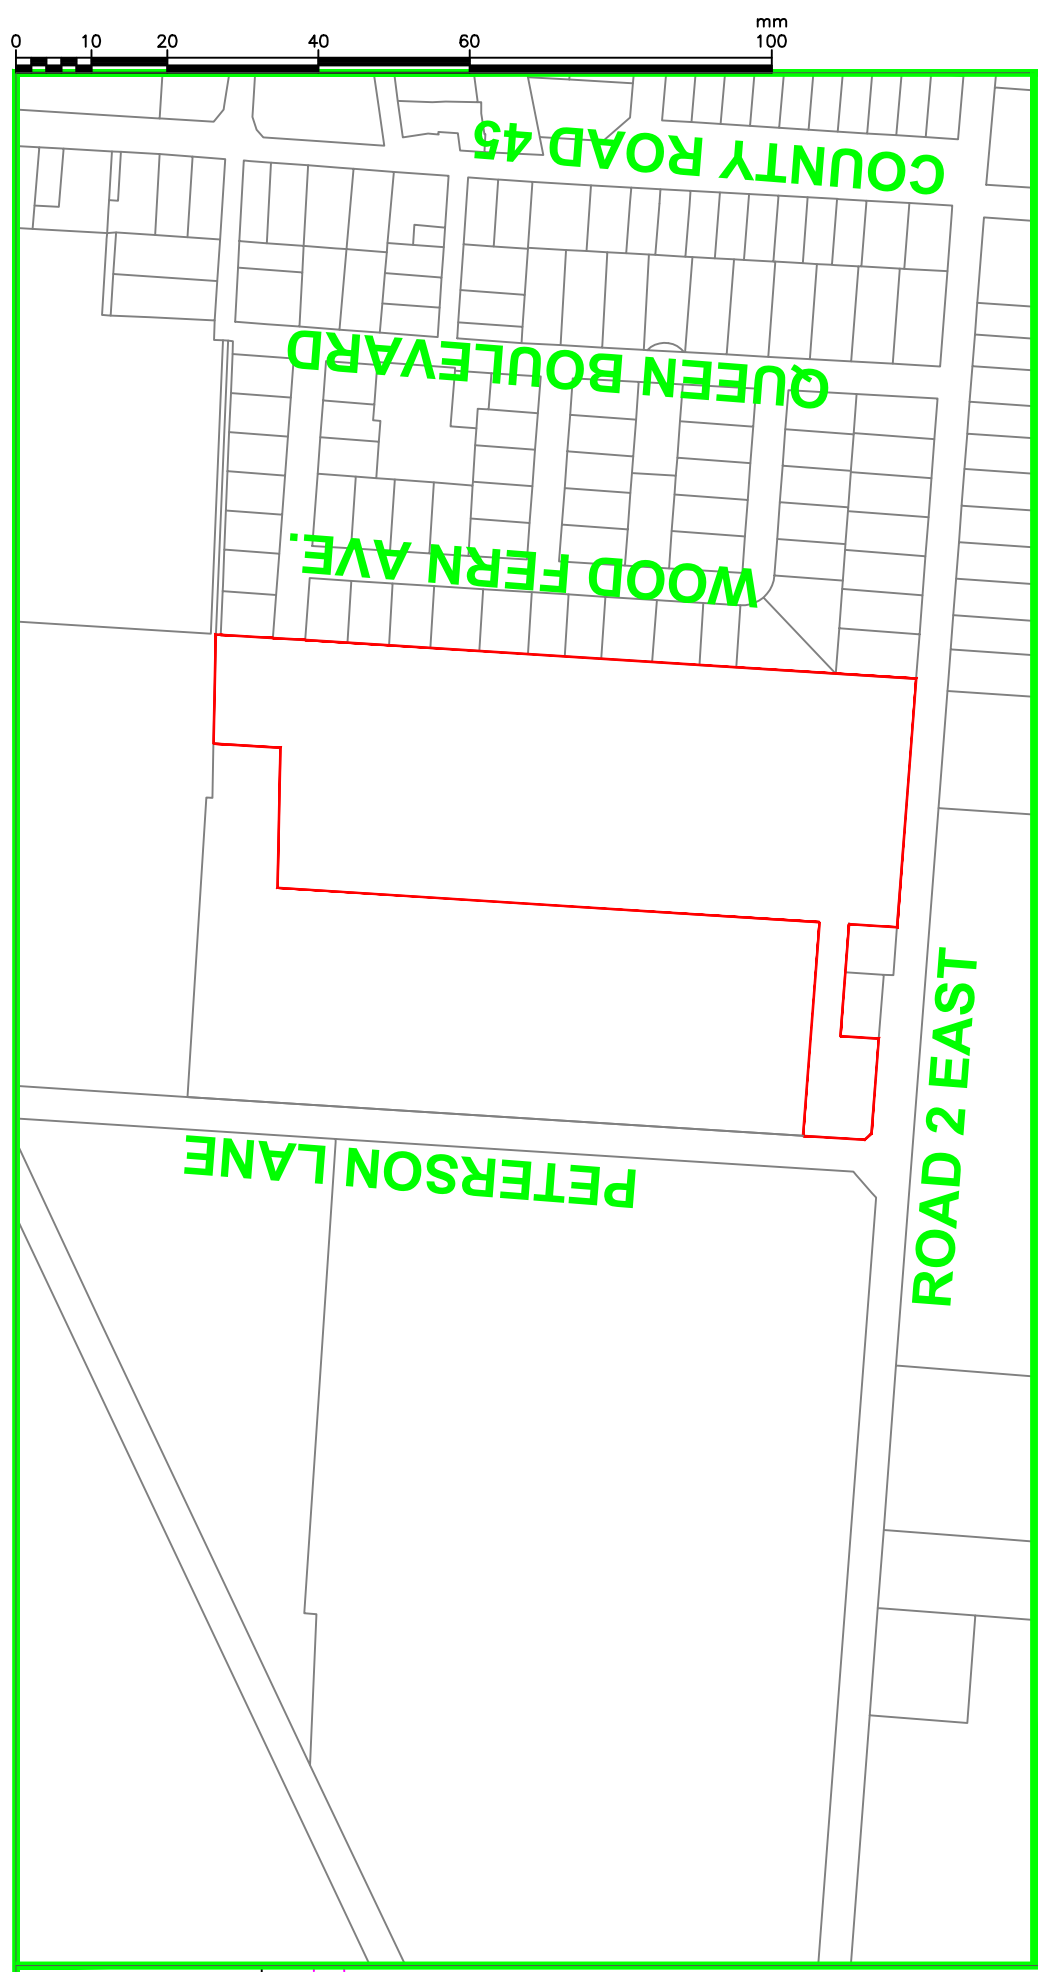 mm
0 10 20 40 60 100
COUNTY ROAD 45
QUEEN BOULEVARD
WOOD FERN AVE.
ROAD 2 EAST
PETERSON LANE